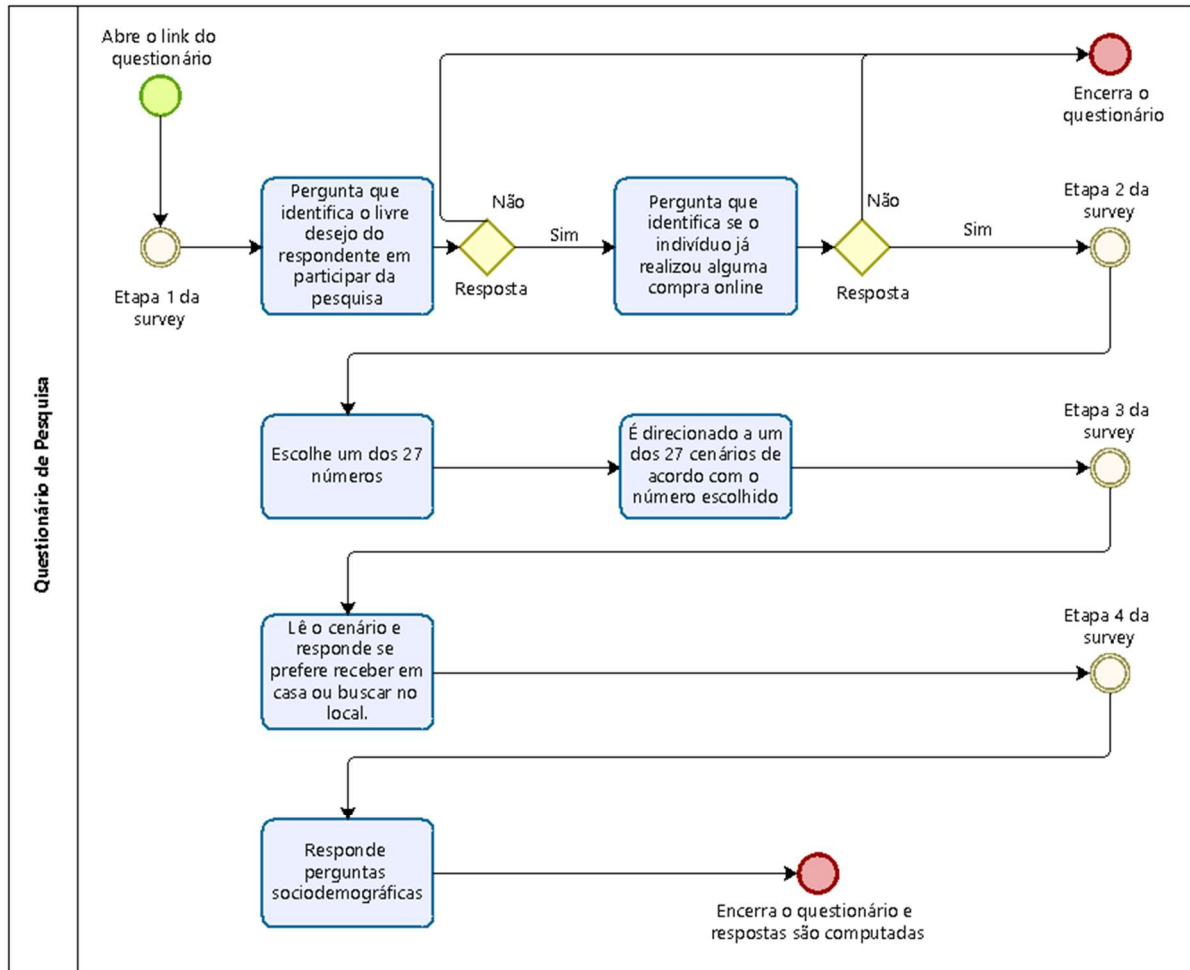 Questionário de Pesquisa
Abre o link do
questionário
Encerra o
questionário
Etapa 1 da
survey
Pergunta que
identifica o livre
desejo do
respondente em
participar da
pesquisa
Não
Sim
Resposta
Pergunta que
identifica se o
indivíduo já
realizou alguma
compra online
Não
Sim
Resposta
Etapa 2 da
survey
Escolhe um dos 27
números
É direcionado a um
dos 27 cenários de
acordo com o
número escolhido
Etapa 3 da
survey
Lê o cenário e
responde se
prefere receber em
casa ou buscar no
local.
Etapa 4 da
survey
Responde
perguntas
sociodemográficas
Encerra o questionário e
respostas são computadas